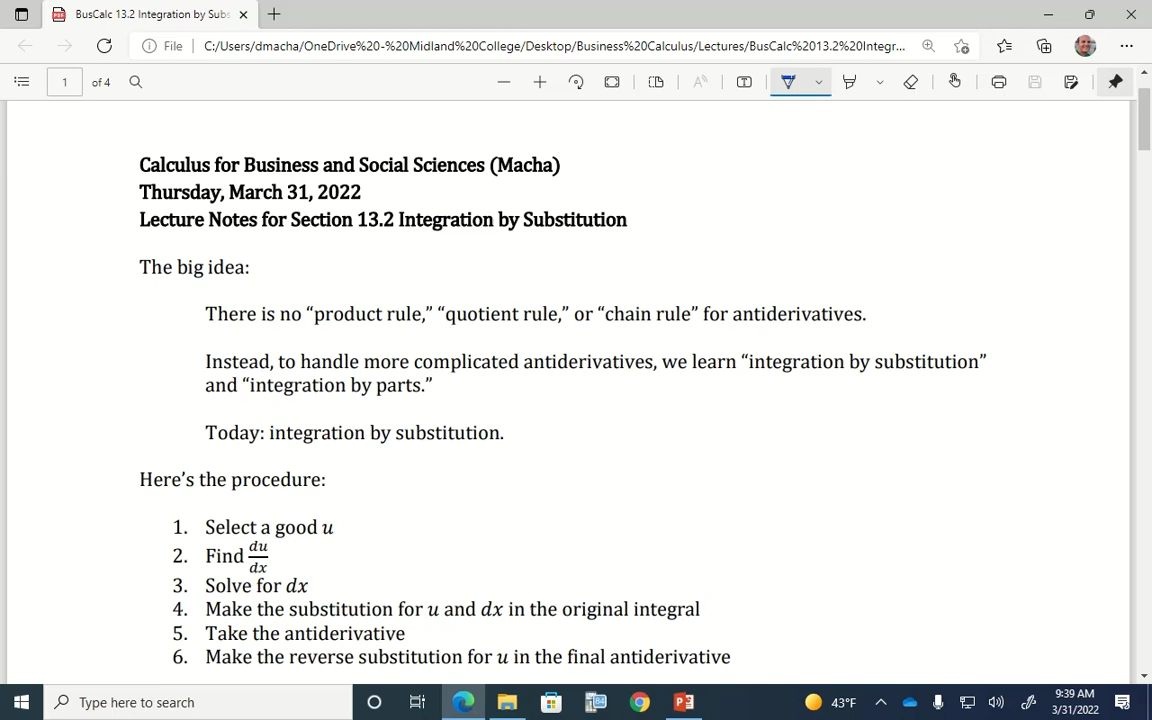 BusCalc 13.2 Integration by Subs
File
C:/Users/dmacha/OneDrive%20-%20Midland%20College/Desktop/Business%20Calculus/Lectures/BusCalc%2013.2%20Integr...
1 of 4
Calculus for Business and Social Sciences (Macha)
Thursday, March 31, 2022
Lecture Notes for Section 13.2 Integration by Substitution
The big idea:
There is no “product rule,” “quotient rule,” or “chain rule” for antiderivatives.
Instead, to handle more complicated antiderivatives, we learn “integration by substitution”
and “integration by parts.”
Today: integration by substitution.
Here’s the procedure:
1. Select a good u
2. Find du/dx
3. Solve for dx
4. Make the substitution for u and dx in the original integral
5. Take the antiderivative
6. Make the reverse substitution for u in the final antiderivative
Type here to search
43°F
9:39 AM
3/31/2022